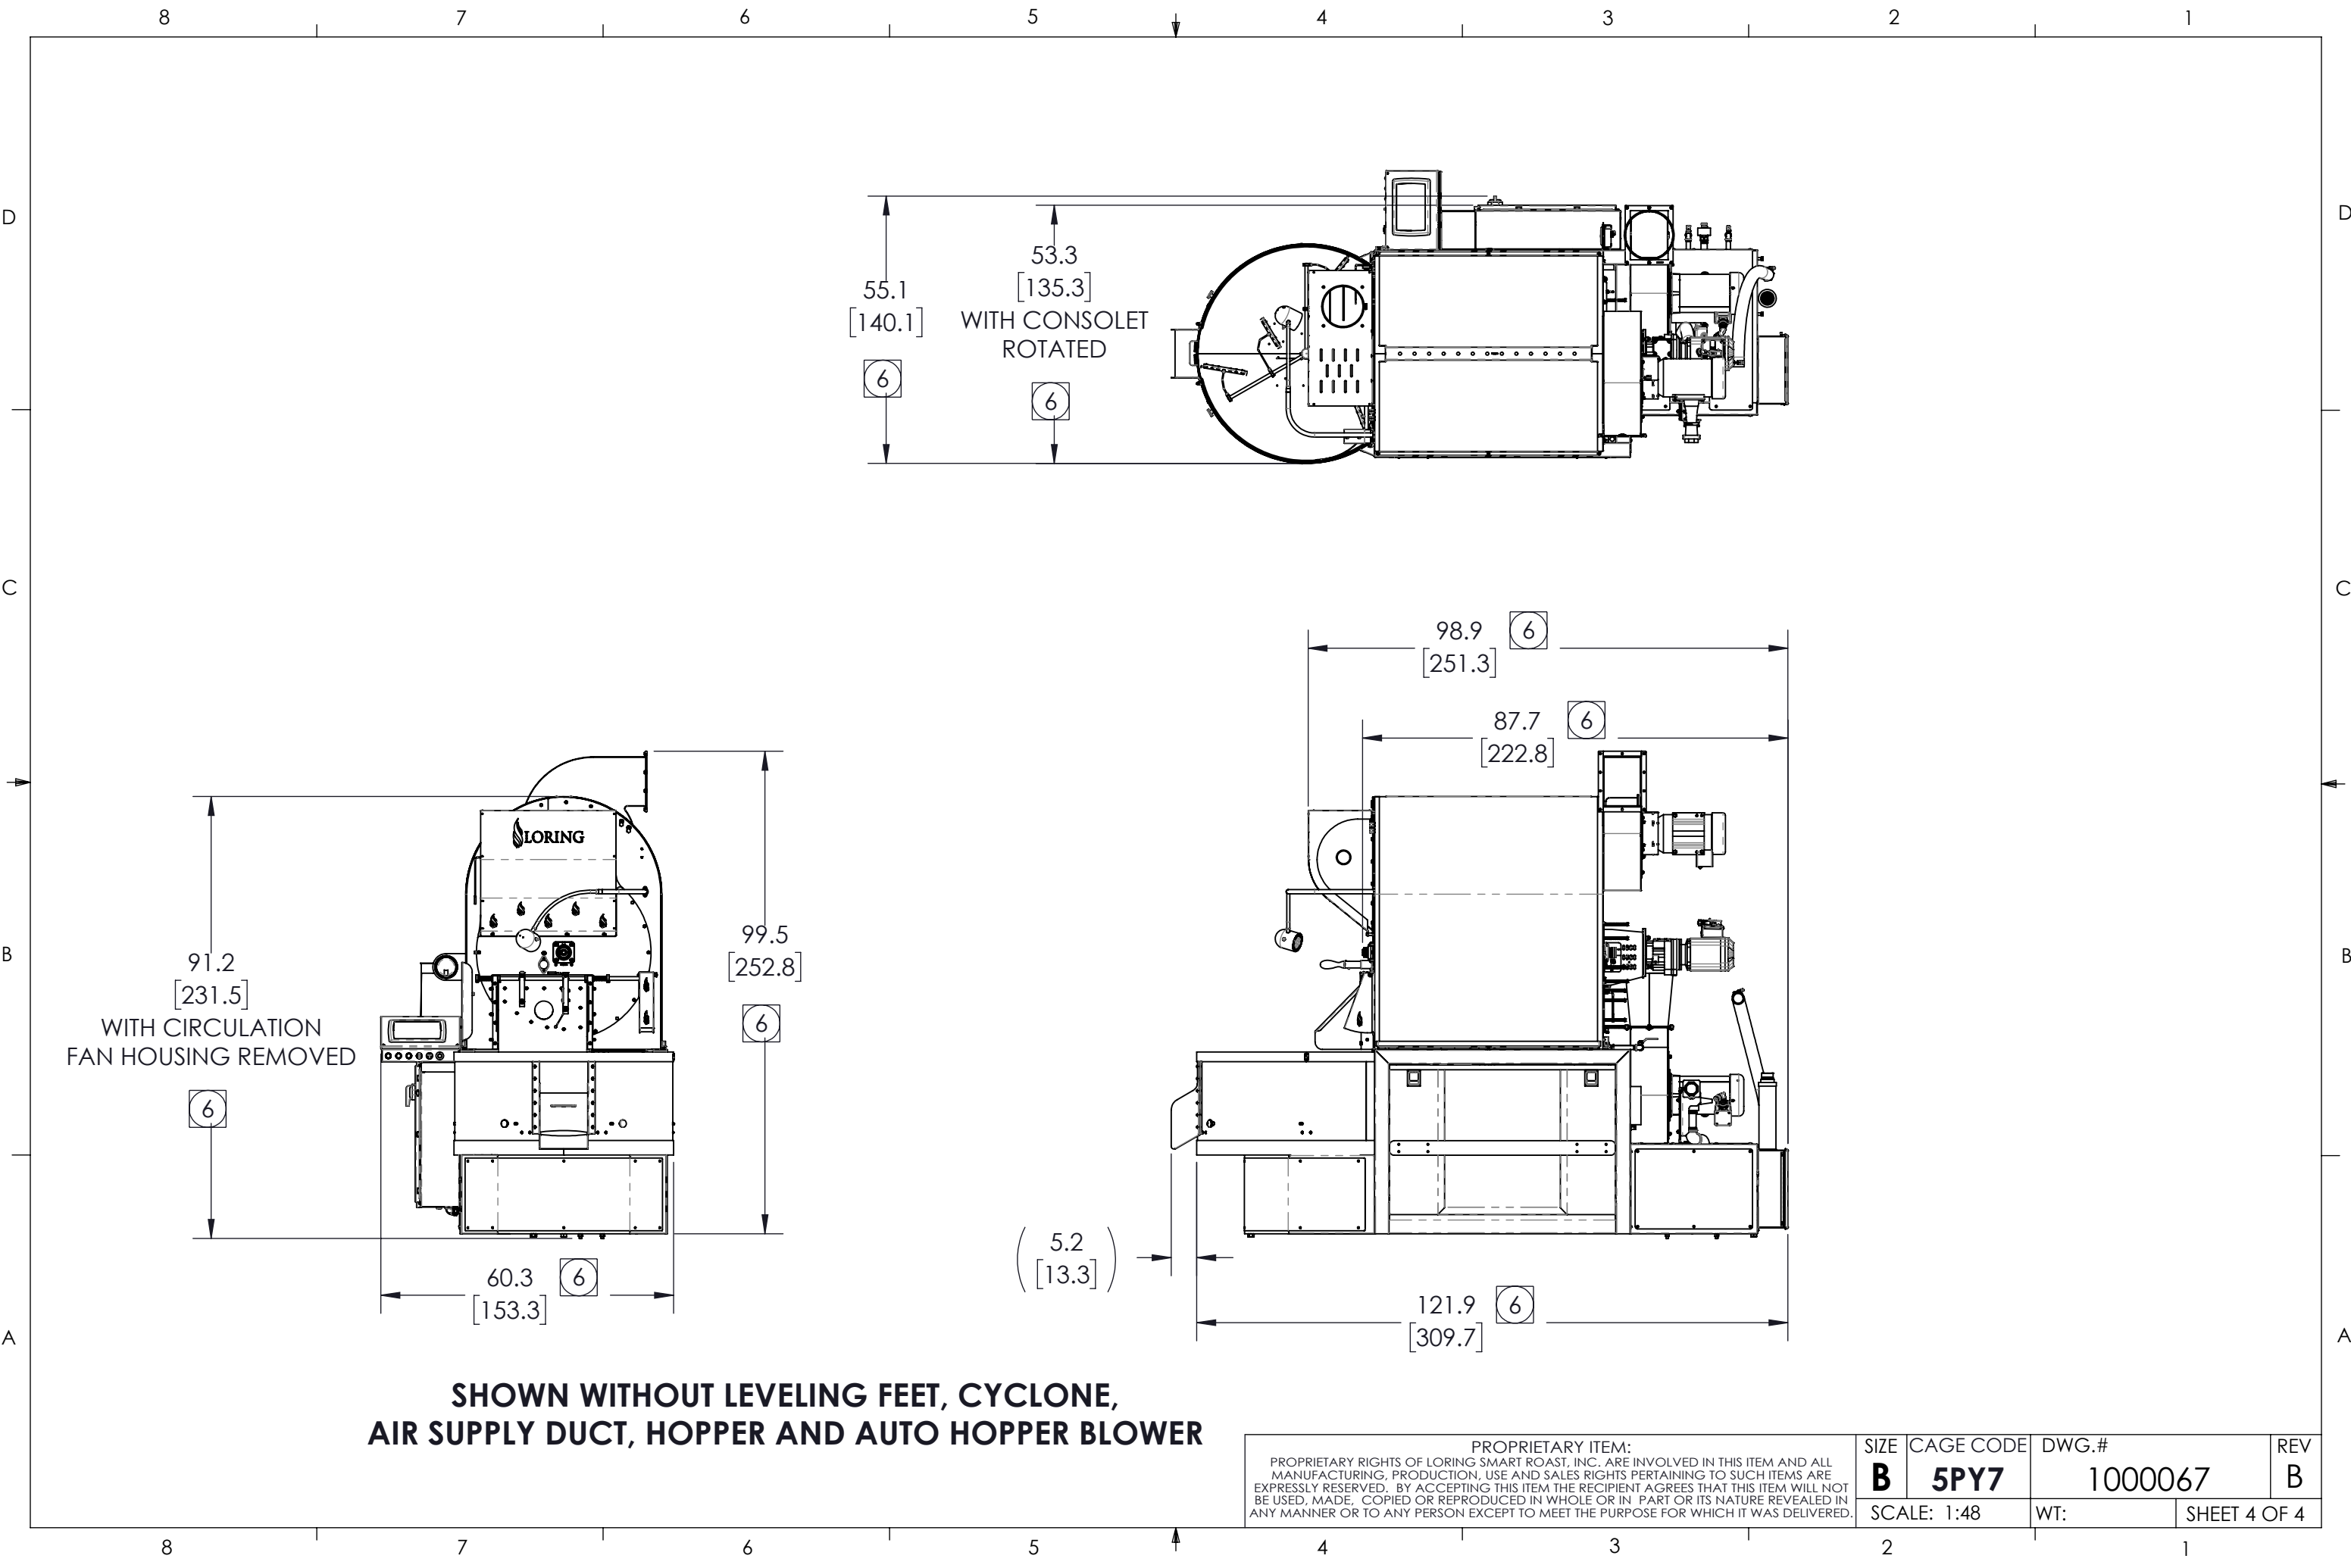 8 7 6 5 4 3 2 1
D
D
55.1
[140.1]
6
53.3
[135.3]
WITH CONSOLET
ROTATED
6
C
C
98.9
[251.3]
6
87.7
[222.8]
6
LORING
B
B
91.2
[231.5]
WITH CIRCULATION
FAN HOUSING REMOVED
6
99.5
[252.8]
6
60.3
[153.3]
6
( 5.2
[13.3] )
121.9
[309.7]
6
A
A
SHOWN WITHOUT LEVELING FEET, CYCLONE,
AIR SUPPLY DUCT, HOPPER AND AUTO HOPPER BLOWER
PROPRIETARY ITEM:
PROPRIETARY RIGHTS OF LORING SMART ROAST, INC. ARE INVOLVED IN THIS ITEM AND ALL
MANUFACTURING, PRODUCTION, USE AND SALES RIGHTS PERTAINING TO SUCH ITEMS ARE
EXPRESSLY RESERVED. BY ACCEPTING THIS ITEM THE RECIPIENT AGREES THAT THIS ITEM WILL NOT
BE USED, MADE, COPIED OR REPRODUCED IN WHOLE OR IN PART OR ITS NATURE REVEALED IN
ANY MANNER OR TO ANY PERSON EXCEPT TO MEET THE PURPOSE FOR WHICH IT WAS DELIVERED.
SIZE
B
CAGE CODE
5PY7
DWG.#
1000067
REV
B
SCALE: 1:48
WT:
SHEET 4 OF 4
8 7 6 5 4 3 2 1